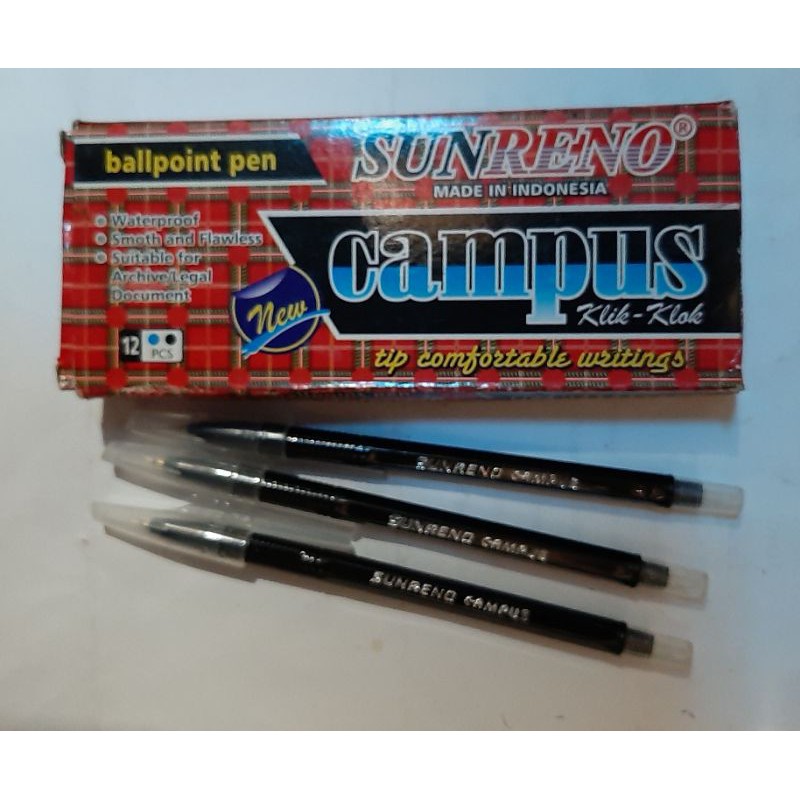 ballpoint pen
SUNRENO®
MADE IN INDONESIA
Waterproof
Smoth and Flawless
Suitable for
Archive/Legal
Document
campus
Klik-Klok
New
12 PCS
tip comfortable writings
SUNRENO CAMPUS
SUNRENO CAMPUS
SUNRENO CAMPUS